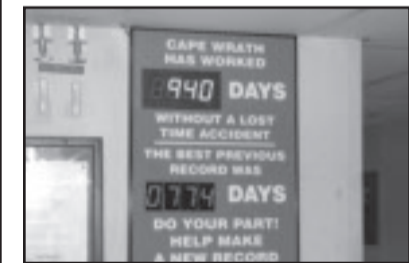 CAPE WRATH
HAS WORKED
940 DAYS
WITHOUT A LOST
TIME ACCIDENT
THE BEST PREVIOUS
RECORD WAS
0774 DAYS
DO YOUR PART!
HELP MAKE
A NEW RECORD